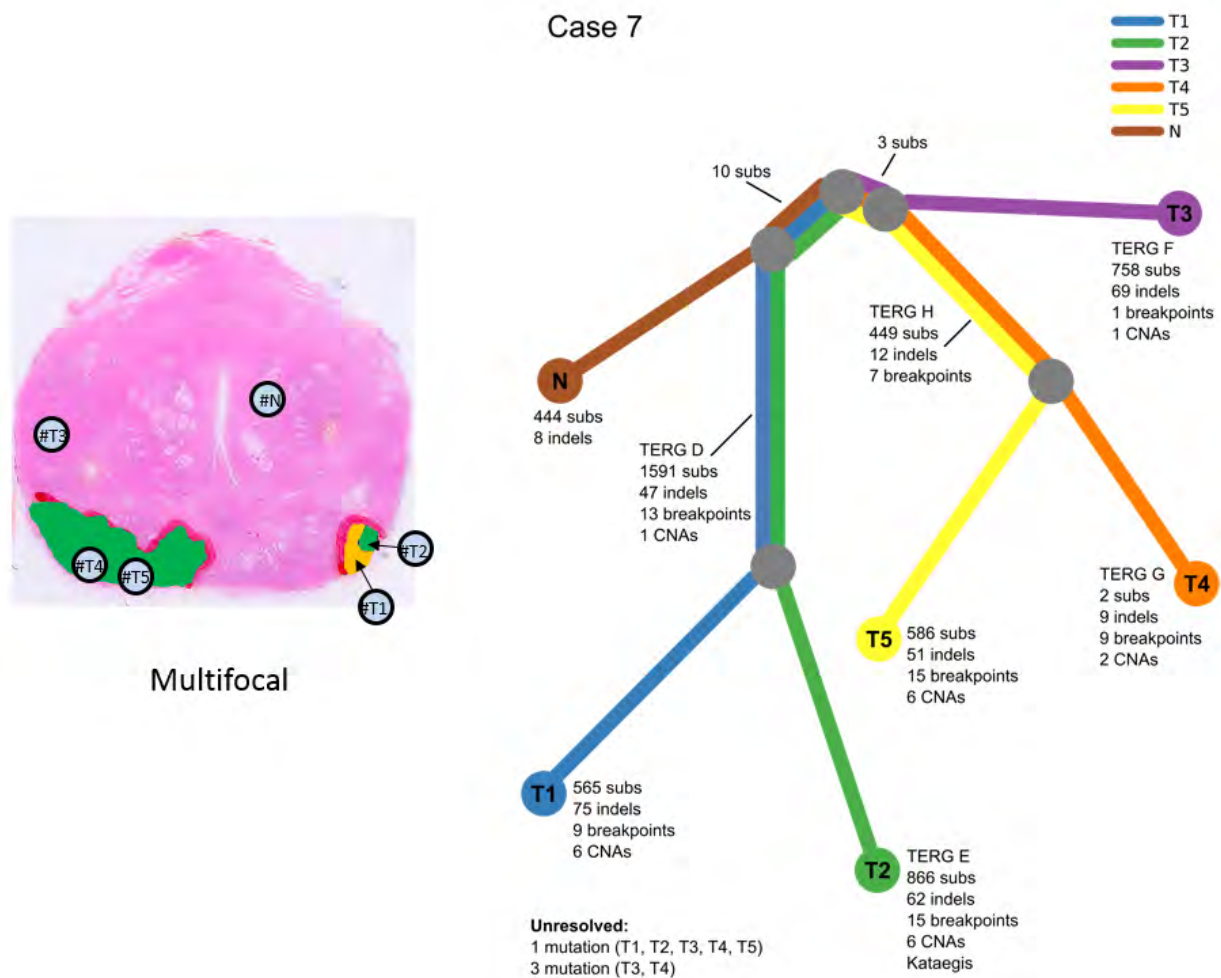 Case 7
T1
T2
T3
T4
T5
N
3 subs
10 subs
T3
TERG F
758 subs
69 indels
1 breakpoints
1 CNAs
TERG H
449 subs
12 indels
7 breakpoints
N
444 subs
8 indels
#N
#T3
TERG D
1591 subs
47 indels
13 breakpoints
1 CNAs
#T4
#T5
#T2
#T1
Multifocal
T4
TERG G
2 subs
9 indels
9 breakpoints
2 CNAs
T5
586 subs
51 indels
15 breakpoints
6 CNAs
T1
565 subs
75 indels
9 breakpoints
6 CNAs
T2
TERG E
866 subs
62 indels
15 breakpoints
6 CNAs
Kataegis
Unresolved:
1 mutation (T1, T2, T3, T4, T5)
3 mutation (T3, T4)